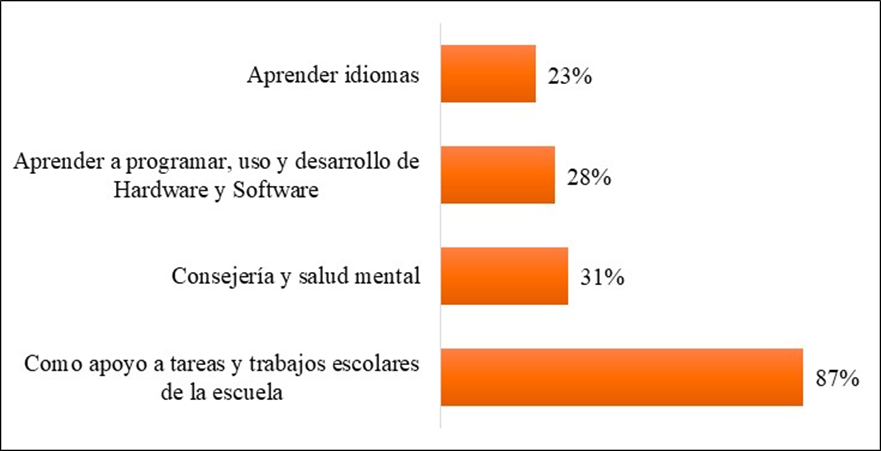 Aprender idiomas
23%
Aprender a programar, uso y desarrollo de
Hardware y Software
28%
Consejería y salud mental
31%
Como apoyo a tareas y trabajos escolares
de la escuela
87%